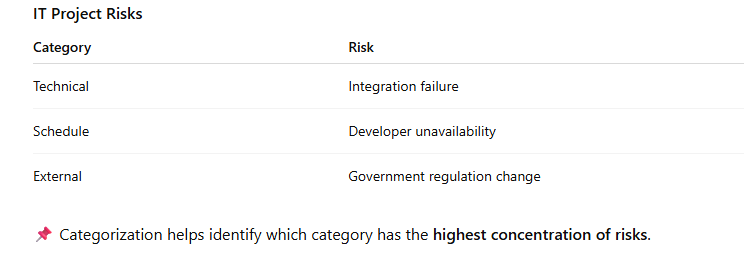 IT Project Risks
Category Risk
Technical Integration failure
Schedule Developer unavailability
External Government regulation change
📌 Categorization helps identify which category has the highest concentration of risks.